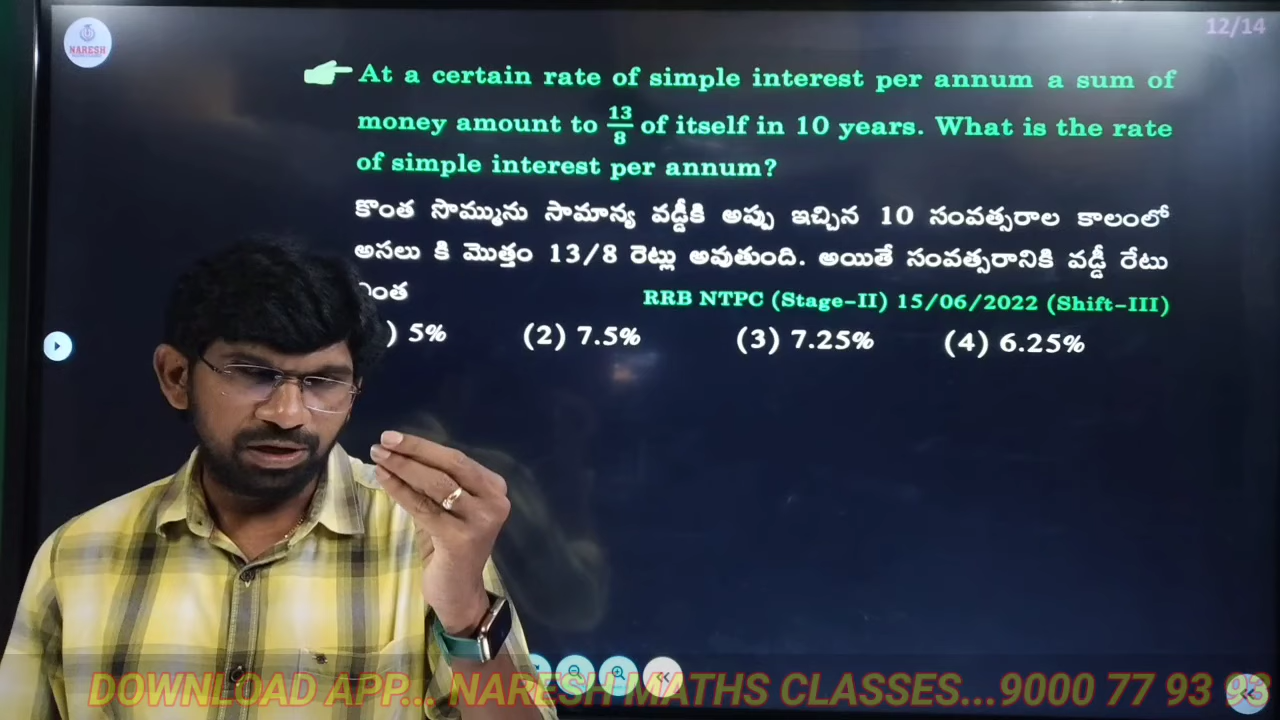 12/14
NARESH
At a certain rate of simple interest per annum a sum of
money amount to 13/8 of itself in 10 years. What is the rate
of simple interest per annum?
కొంత సొమ్మును సామాన్య వడ్డీకి అప్పు ఇచ్చిన 10 సంవత్సరాల కాలంలో
అసలు కి మొత్తం 13/8 రెట్లు అవుతుంది. అయితే సంవత్సరానికి వడ్డీ రేటు
ఎంత RRB NTPC (Stage-II) 15/06/2022 (Shift-III)
) 5% (2) 7.5% (3) 7.25% (4) 6.25%
DOWNLOAD APP... NARESH MATHS CLASSES...9000 77 93 93